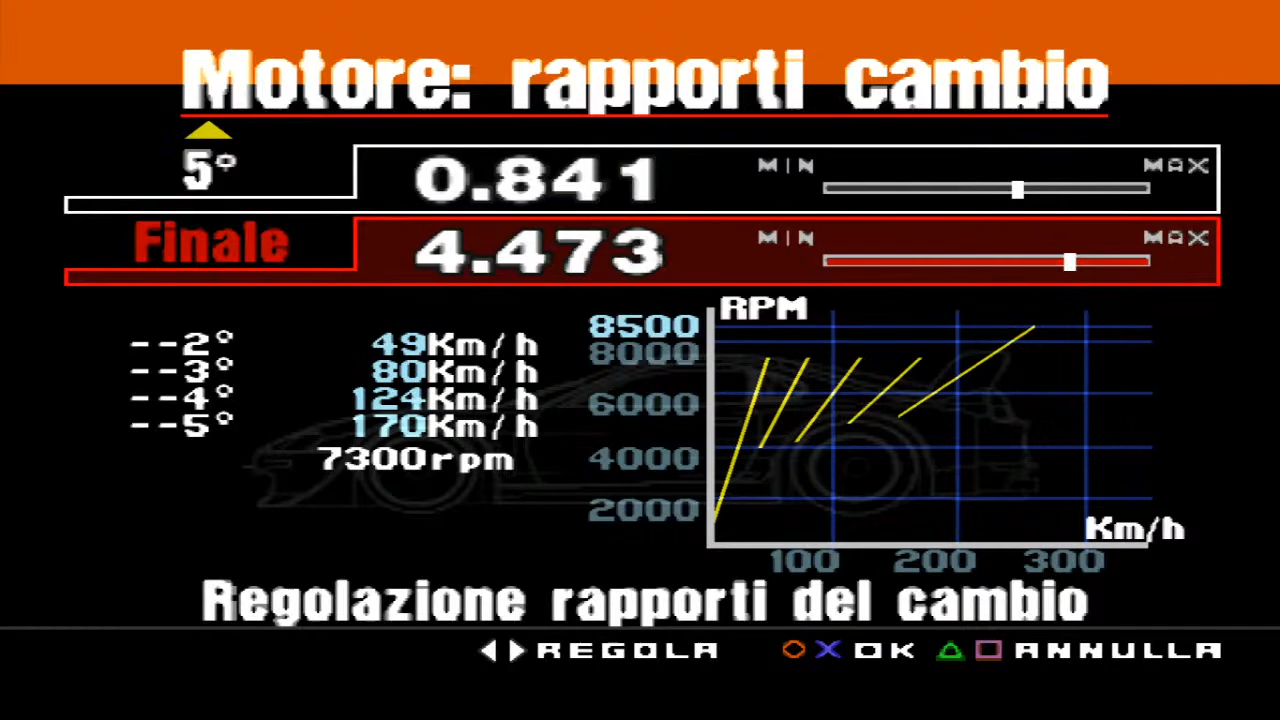 Motore: rapporti cambio
5° 0.841 MIN MAX
Finale 4.473 MIN MAX
RPM
--2° 49Km/h
--3° 80Km/h
--4° 124Km/h
--5° 170Km/h
7300rpm
8500
8000
6000
4000
2000
Km/h
100 200 300
Regolazione rapporti del cambio
REGOLA OK ANNULLA